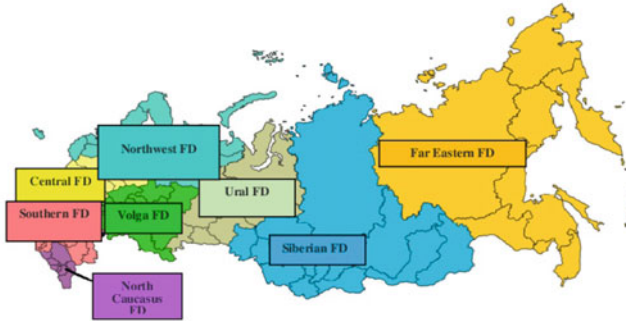 Northwest FD
Far Eastern FD
Central FD
Ural FD
Southern FD
Volga FD
Siberian FD
North
Caucasus
FD